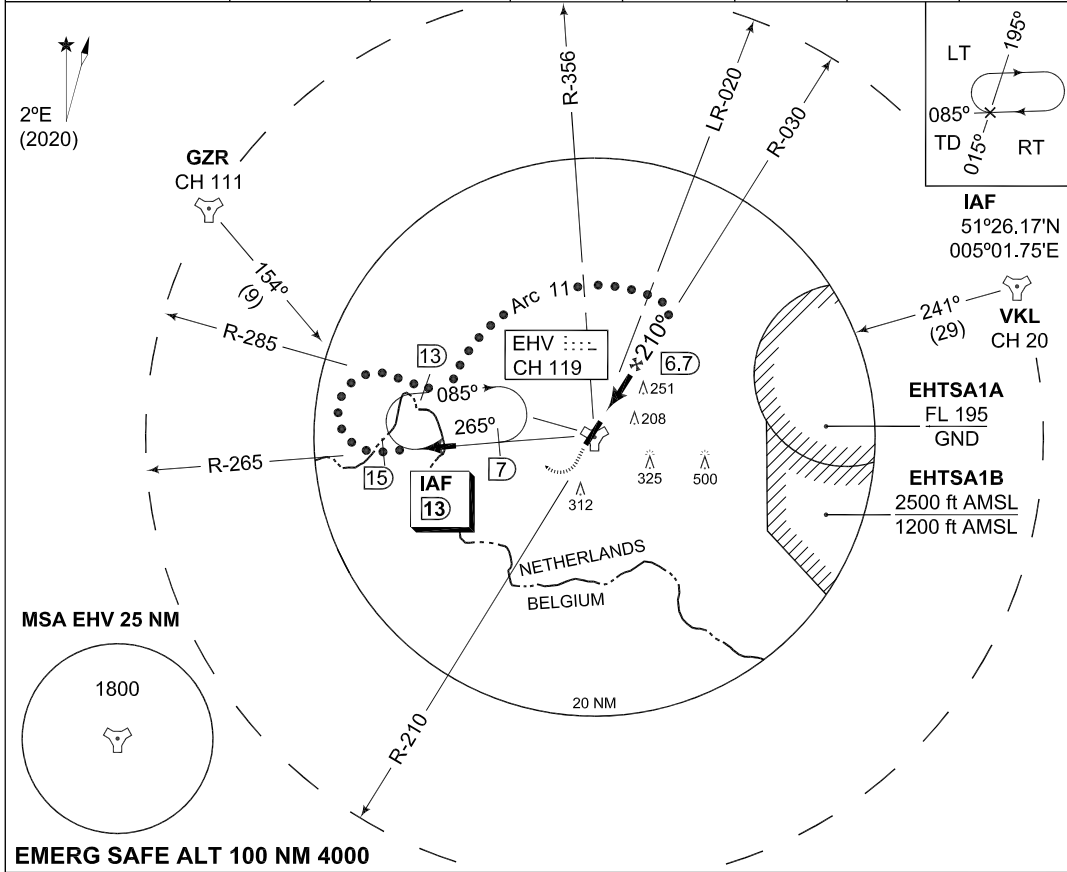 2ºE
(2020)
GZR
CH 111
154º
(9)
R-285
R-265
R-356
LR-020
R-030
Arc 11
210º
6.7
EHV
CH 119
13
085º
265º
7
15
IAF
13
251
208
325
500
312
LT
195º
085º
TD
015º
RT
IAF
51º26.17'N
005º01.75'E
241º
(29)
VKL
CH 20
EHTSA1A
FL 195
GND
EHTSA1B
2500 ft AMSL
1200 ft AMSL
NETHERLANDS
BELGIUM
20 NM
R-210
MSA EHV 25 NM
1800
EMERG SAFE ALT 100 NM 4000